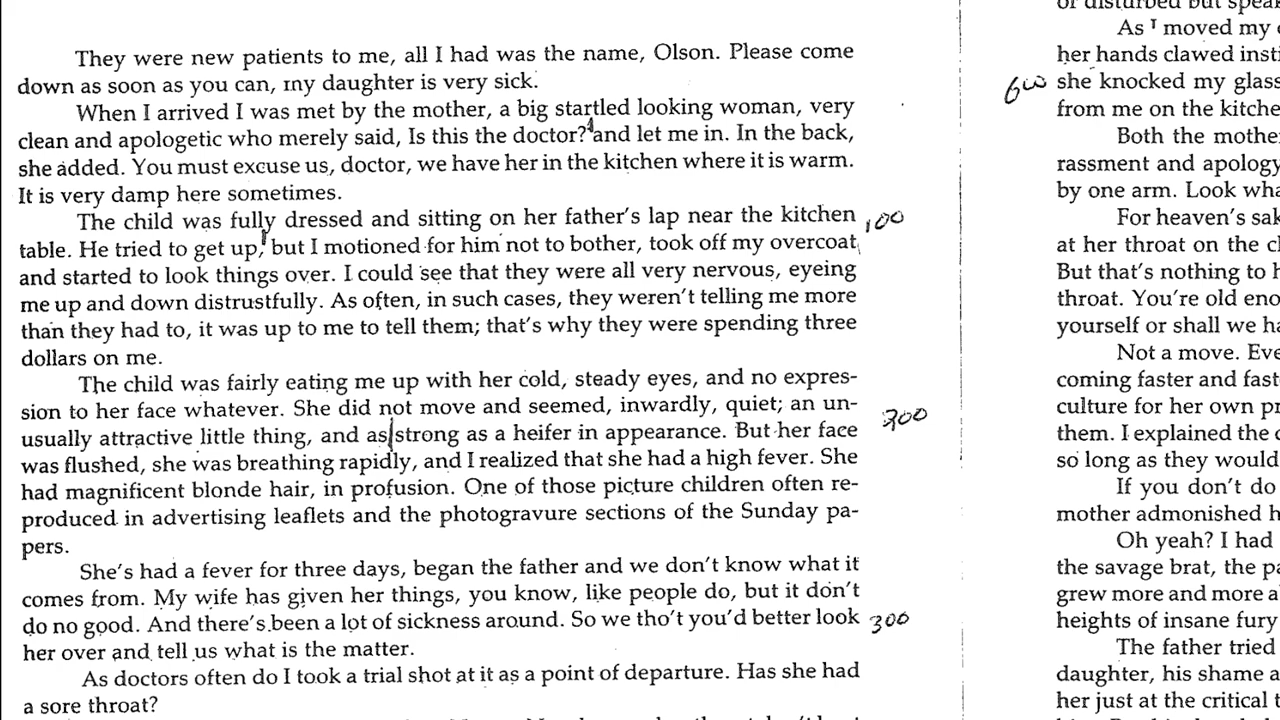 They were new patients to me, all I had was the name, Olson. Please come
down as soon as you can, my daughter is very sick.
When I arrived I was met by the mother, a big startled looking woman, very
clean and apologetic who merely said, Is this the doctor? and let me in. In the back,
she added. You must excuse us, doctor, we have her in the kitchen where it is warm.
It is very damp here sometimes.
The child was fully dressed and sitting on her father's lap near the kitchen 100
table. He tried to get up, but I motioned for him not to bother, took off my overcoat
and started to look things over. I could see that they were all very nervous, eyeing
me up and down distrustfully. As often, in such cases, they weren't telling me more
than they had to, it was up to me to tell them; that's why they were spending three
dollars on me.
The child was fairly eating me up with her cold, steady eyes, and no expres-
sion to her face whatever. She did not move and seemed, inwardly, quiet; an un-
usually attractive little thing, and as strong as a heifer in appearance. But her face
was flushed, she was breathing rapidly, and I realized that she had a high fever. She
had magnificent blonde hair, in profusion. One of those picture children often re-
produced in advertising leaflets and the photogravure sections of the Sunday pa-
pers.
She's had a fever for three days, began the father and we don't know what it
comes from. My wife has given her things, you know, like people do, but it don't
do no good. And there's been a lot of sickness around. So we tho't you'd better look 300
her over and tell us what is the matter.
As doctors often do I took a trial shot at it as a point of departure. Has she had
a sore throat?
or disturbed but speak
As I moved my
her hands clawed insti
600 she knocked my glass
from me on the kitche
Both the mothe
rassment and apology
by one arm. Look wha
For heaven's sak
at her throat on the cl
But that's nothing to h
throat. You're old eno
yourself or shall we ha
Not a move. Eve
coming faster and fast
culture for her own pr
them. I explained the
so long as they would
If you don't do
mother admonished h
Oh yeah? I had
the savage brat, the pa
grew more and more a
heights of insane fury
The father tried
daughter, his shame a
her just at the critical t